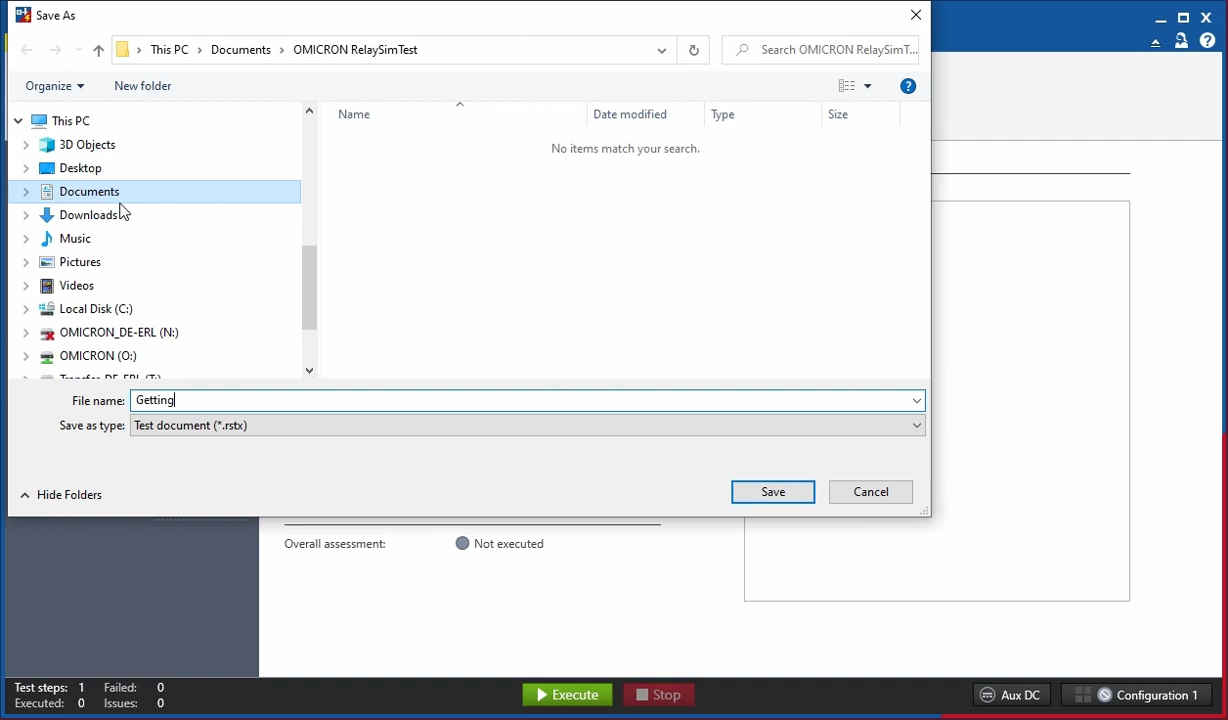 Save As
This PC › Documents › OMICRON RelaySimTest
Search OMICRON RelaySimT...
Organize
New folder
This PC
3D Objects
Desktop
Documents
Downloads
Music
Pictures
Videos
Local Disk (C:)
OMICRON_DE-ERL (N:)
OMICRON (O:)
Name
Date modified
Type
Size
No items match your search.
File name: Getting
Save as type: Test document (*.rstx)
Hide Folders
Save
Cancel
Overall assessment: Not executed
Test steps: 1 Failed: 0
Executed: 0 Issues: 0
Execute
Stop
Aux DC
Configuration 1